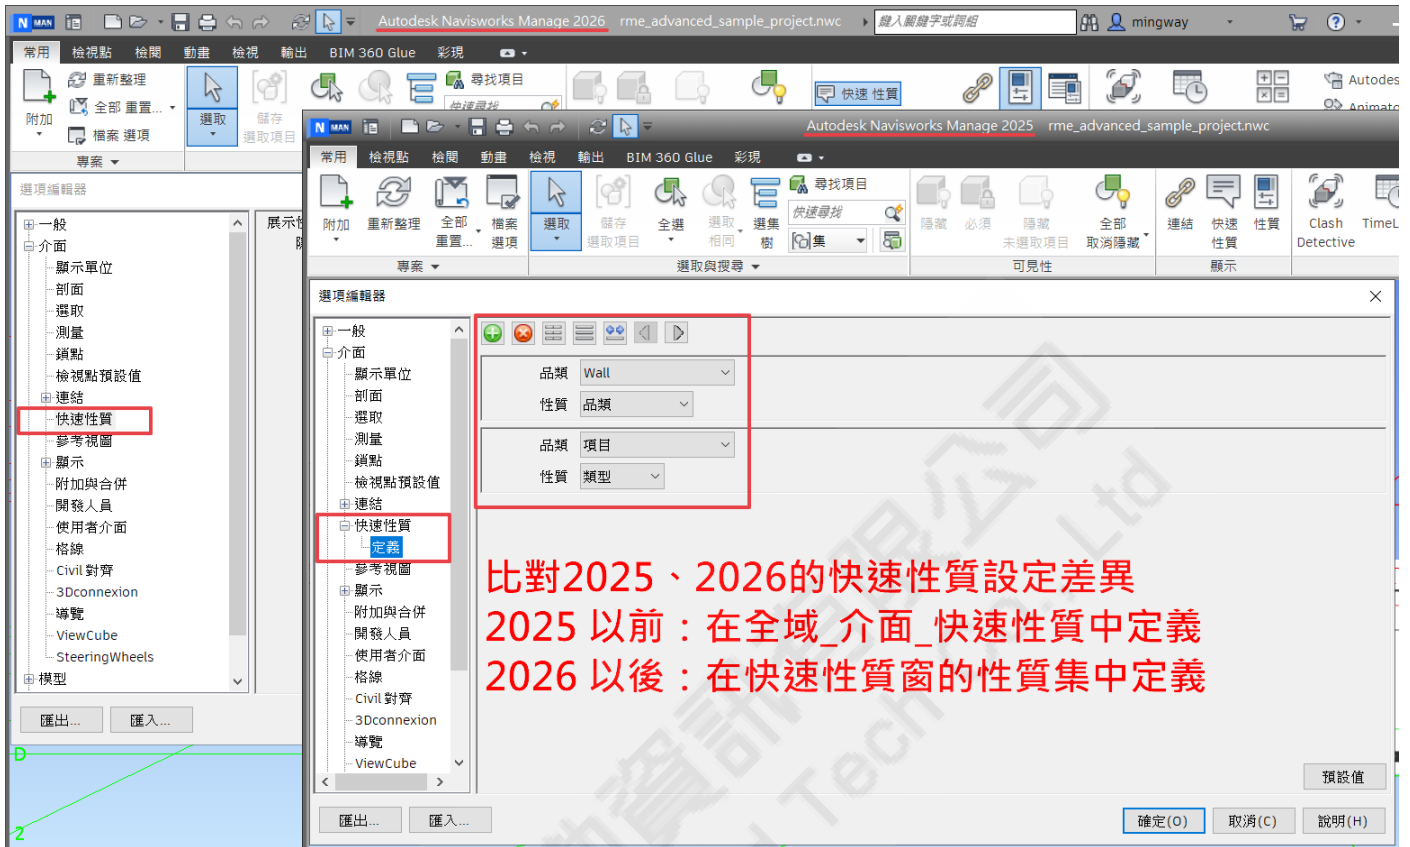 N MAN
Autodesk Navisworks Manage 2026 rme_advanced_sample_project.nwc
鍵入關鍵字或詞組
mingway
常用 檢視點 檢閱 動畫 檢視 輸出 BIM 360 Glue 彩現
附加
重新整理
全部 重置...
檔案 選項
專案
選取
儲存
選取項目
尋找項目
快速尋找
快速 性質
選項編輯器
一般
介面
顯示單位
剖面
選取
測量
鎖點
檢視點預設值
連結
快速性質
參考視圖
顯示
附加與合併
開發人員
使用者介面
格線
Civil 對齊
3Dconnexion
導覽
ViewCube
SteeringWheels
模型
匯出... 匯入...
D
2
N MAN
Autodesk Navisworks Manage 2025 rme_advanced_sample_project.nwc
常用 檢視點 檢閱 動畫 檢視 輸出 BIM 360 Glue 彩現
附加
重新整理
全部
重置...
檔案
選項
選取
儲存
選取項目
全選
選取
相同
選集
樹
尋找項目
快速尋找
集
隱藏
必須
隱藏
未選取項目
全部
取消隱藏
連結
快速
性質
性質
Clash
Detective
專案
選取與搜尋
可見性
顯示
選項編輯器
一般
介面
顯示單位
剖面
選取
測量
鎖點
檢視點預設值
連結
快速性質
定義
參考視圖
顯示
附加與合併
開發人員
使用者介面
格線
Civil 對齊
3Dconnexion
導覽
ViewCube
品類 Wall
性質 品類
品類 項目
性質 類型
比對2025、2026的快速性質設定差異
2025 以前：在全域_介面_快速性質中定義
2026 以後：在快速性質窗的性質集中定義
預設值
匯出... 匯入...
確定(O) 取消(C) 說明(H)